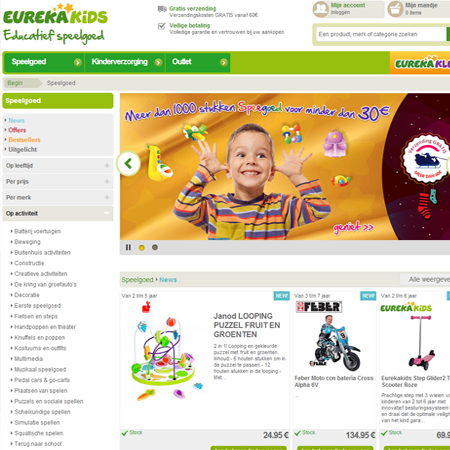 EUREKAKIDS
Educatief speelgoed
Gratis verzending
Verzendingskosten GRATIS vanaf 60€.
Veilige betaling
Volledige garantie en vertrouwen bij uw aankopen
Mijn account
Inloggen
Mijn mandje
0 items
Een product, merk of categorie zoeken
Speelgoed
Kinderverzorging
Outlet
EUREKAKLU
Begin
Speelgoed
Speelgoed
News
Offers
Bestsellers
Uitgelicht
Op leeftijd
Per prijs
Per merk
Op activiteit
Batterij voertuigen
Beweging
Buitenhuis activiteiten
Constructie
Creatieve activiteiten
De kring van groefauto's
Decoratie
Eerste speelgoed
Fietsen en steps
Handpoppen en theater
Knuffels en poppen
Kostuums en outfits
Multimedia
Muzikaal speelgoed
Pedal cars & go-carts
Plaatsen van spelen
Puzzels en sociale spellen
Scheikundige spellen
Simulatie spellen
Squatische spellen
Terug naar school
Meer dan 1000 stukken Speelgoed voor minder dan 30€
geniet >>
Verzending GRATIS
Speelgoed › News
Alle weergeve
Van 2 tm 5 jaar
NEW
Janod LOOPING PUZZEL FRUIT EN GROENTEN
2 in 1! Looping en gekleurde puzzel met fruit en groenten. Inhoud - 6 houten stukken om in de puzzel te passen - 12 houten stukken in de looping. - Met...
Stock
24.95 €
Van 3 tm 7 jaar
NEW
FEBER
Feber Moto con bateria Cross Alpha 6V
Stock
134.95 €
Van 2 tm 6 jaar
EUREKAKIDS
Eurekakids Step Glider2 T
Scooter Roze
Prachtige step met 3 wielen v
kinderen van 2 tot 6 jaar met
innovatief besturingssysteem
en draai dat de optimale veilig
van het kind gara...
Stock
69.9